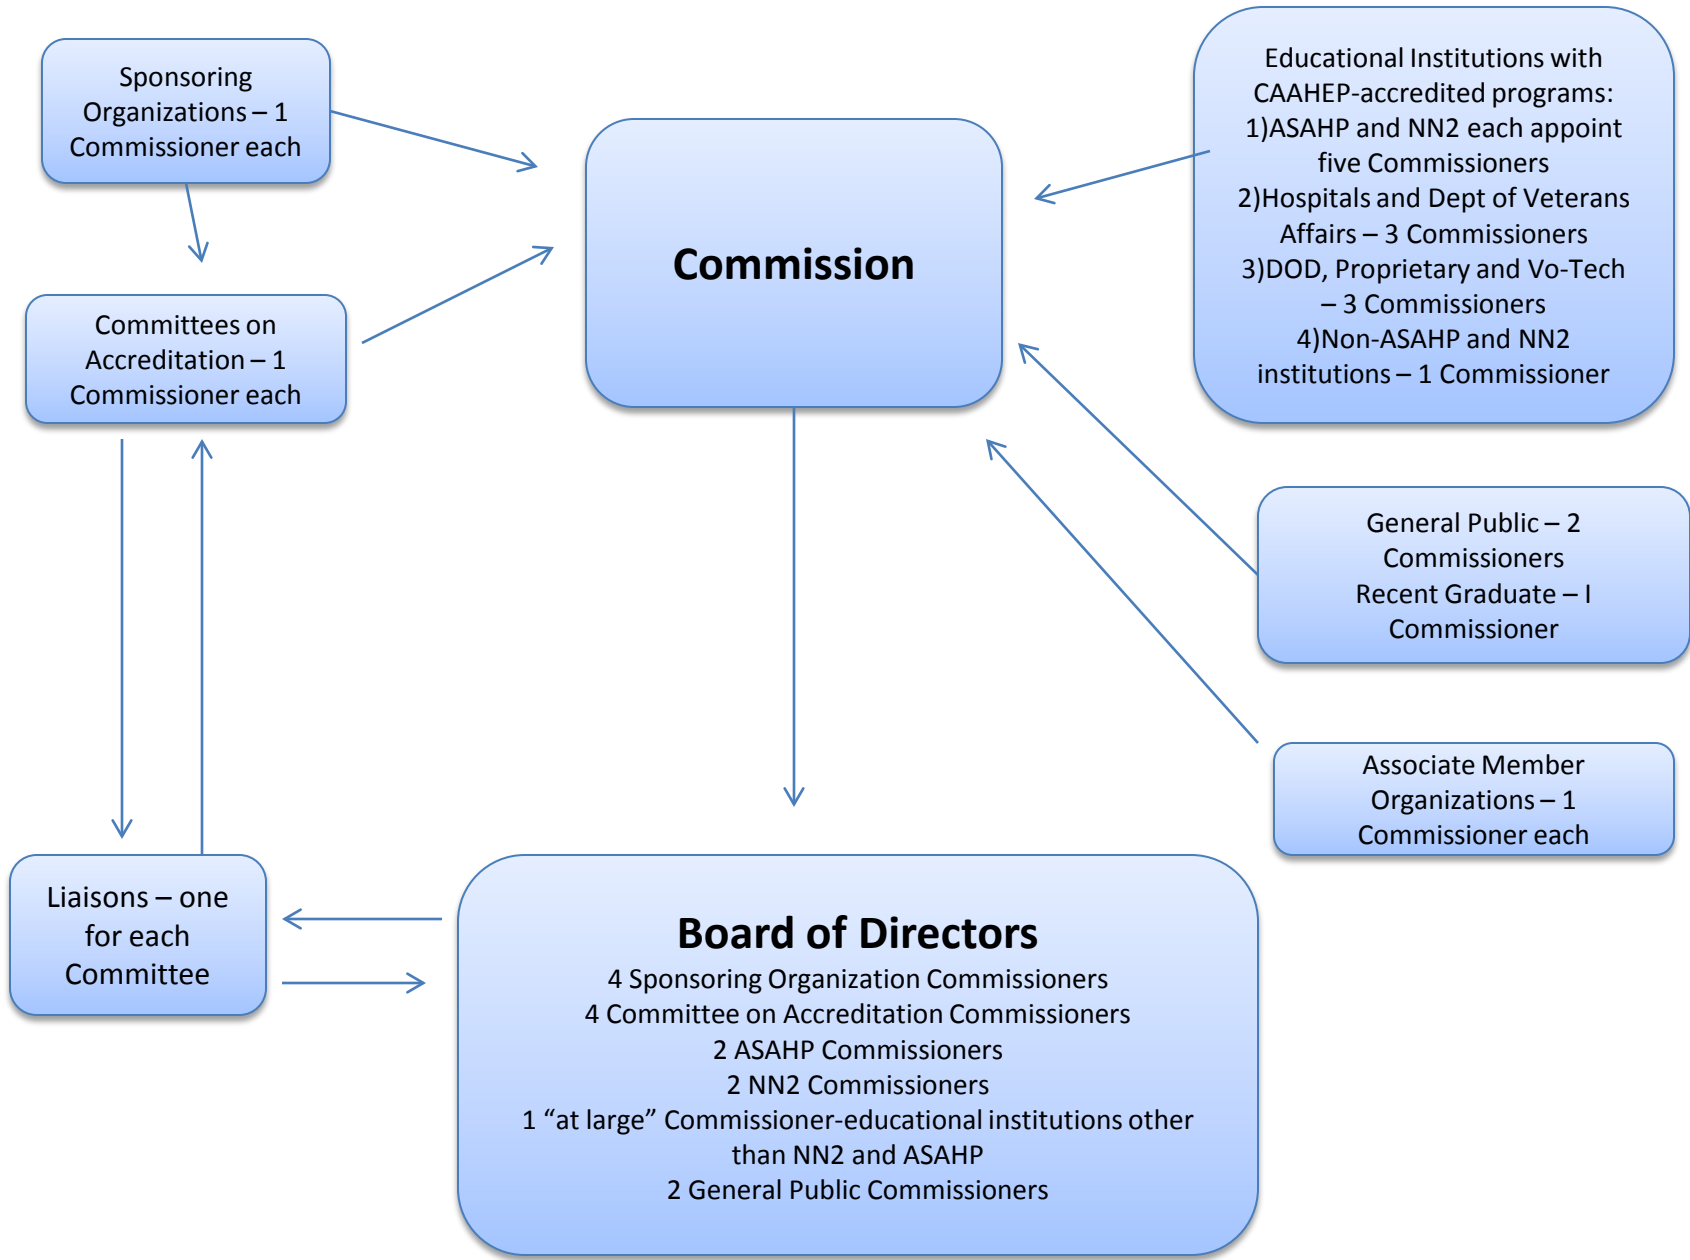 Sponsoring
Organizations – 1
Commissioner each
Committees on
Accreditation – 1
Commissioner each
Liaisons – one
for each
Committee
Commission
Educational Institutions with
CAAHEP-accredited programs:
1)ASAHP and NN2 each appoint
five Commissioners
2)Hospitals and Dept of Veterans
Affairs – 3 Commissioners
3)DOD, Proprietary and Vo-Tech
– 3 Commissioners
4)Non-ASAHP and NN2
institutions – 1 Commissioner
General Public – 2
Commissioners
Recent Graduate – I
Commissioner
Associate Member
Organizations – 1
Commissioner each
Board of Directors
4 Sponsoring Organization Commissioners
4 Committee on Accreditation Commissioners
2 ASAHP Commissioners
2 NN2 Commissioners
1 “at large” Commissioner-educational institutions other
than NN2 and ASAHP
2 General Public Commissioners